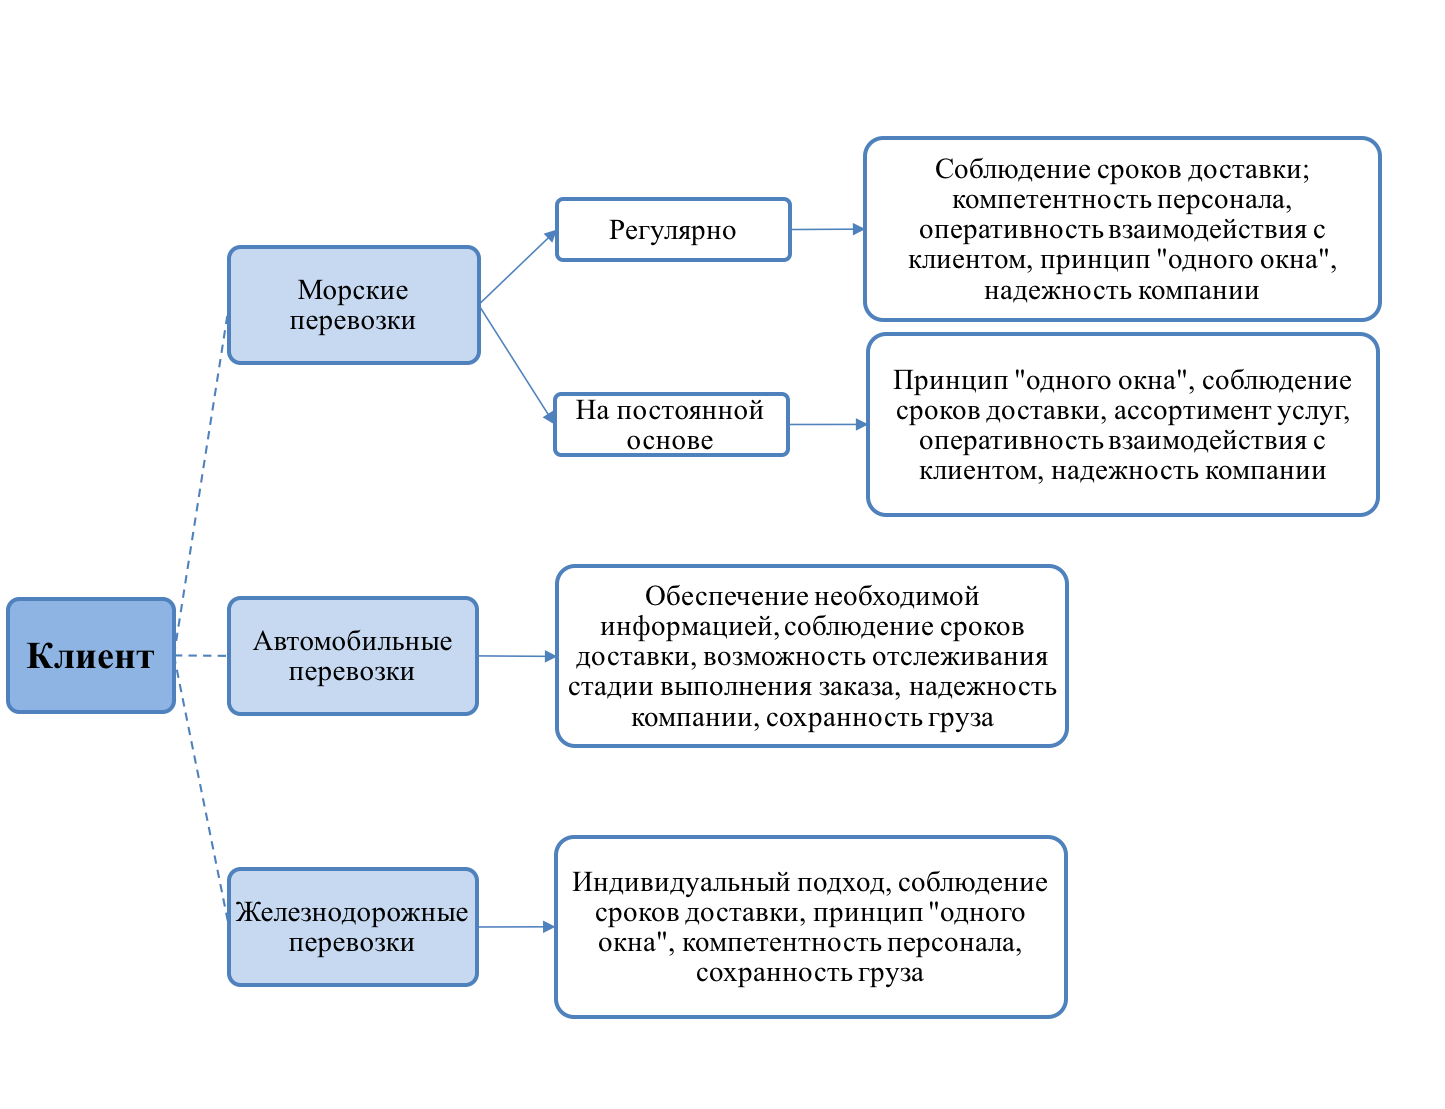 Соблюдение сроков доставки;
компетентность персонала,
оперативность взаимодействия с
клиентом, принцип "одного окна",
надежность компании
Регулярно
Морские
перевозки
Принцип "одного окна", соблюдение
сроков доставки, ассортимент услуг,
оперативность взаимодействия с
клиентом, надежность компании
На постоянной
основе
Клиент
Автомобильные
перевозки
Обеспечение необходимой
информацией, соблюдение сроков
доставки, возможность отслеживания
стадии выполнения заказа, надежность
компании, сохранность груза
Железнодорожные
перевозки
Индивидуальный подход, соблюдение
сроков доставки, принцип "одного
окна", компетентность персонала,
сохранность груза